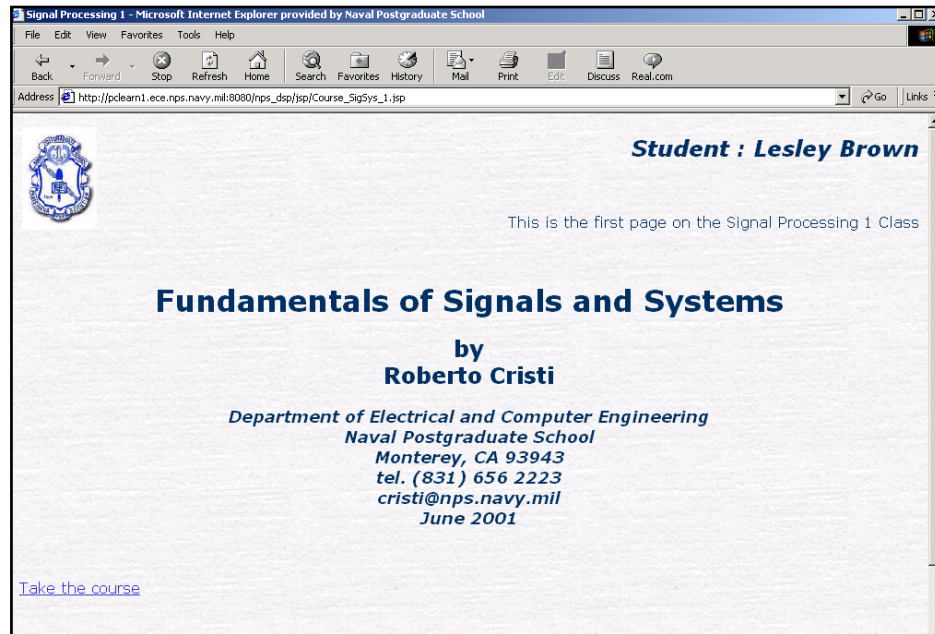 Signal Processing 1 - Microsoft Internet Explorer provided by Naval Postgraduate School
File Edit View Favorites Tools Help
Back Forward Stop Refresh Home Search Favorites History Mail Print Edit Discuss Real.com
Address http://pclearn1.ece.nps.navy.mil:8080/nps_dsp/jsp/Course_SigSys_1.jsp Go Links
Student : Lesley Brown
This is the first page on the Signal Processing 1 Class
Fundamentals of Signals and Systems
by
Roberto Cristi
Department of Electrical and Computer Engineering
Naval Postgraduate School
Monterey, CA 93943
tel. (831) 656 2223
cristi@nps.navy.mil
June 2001
Take the course